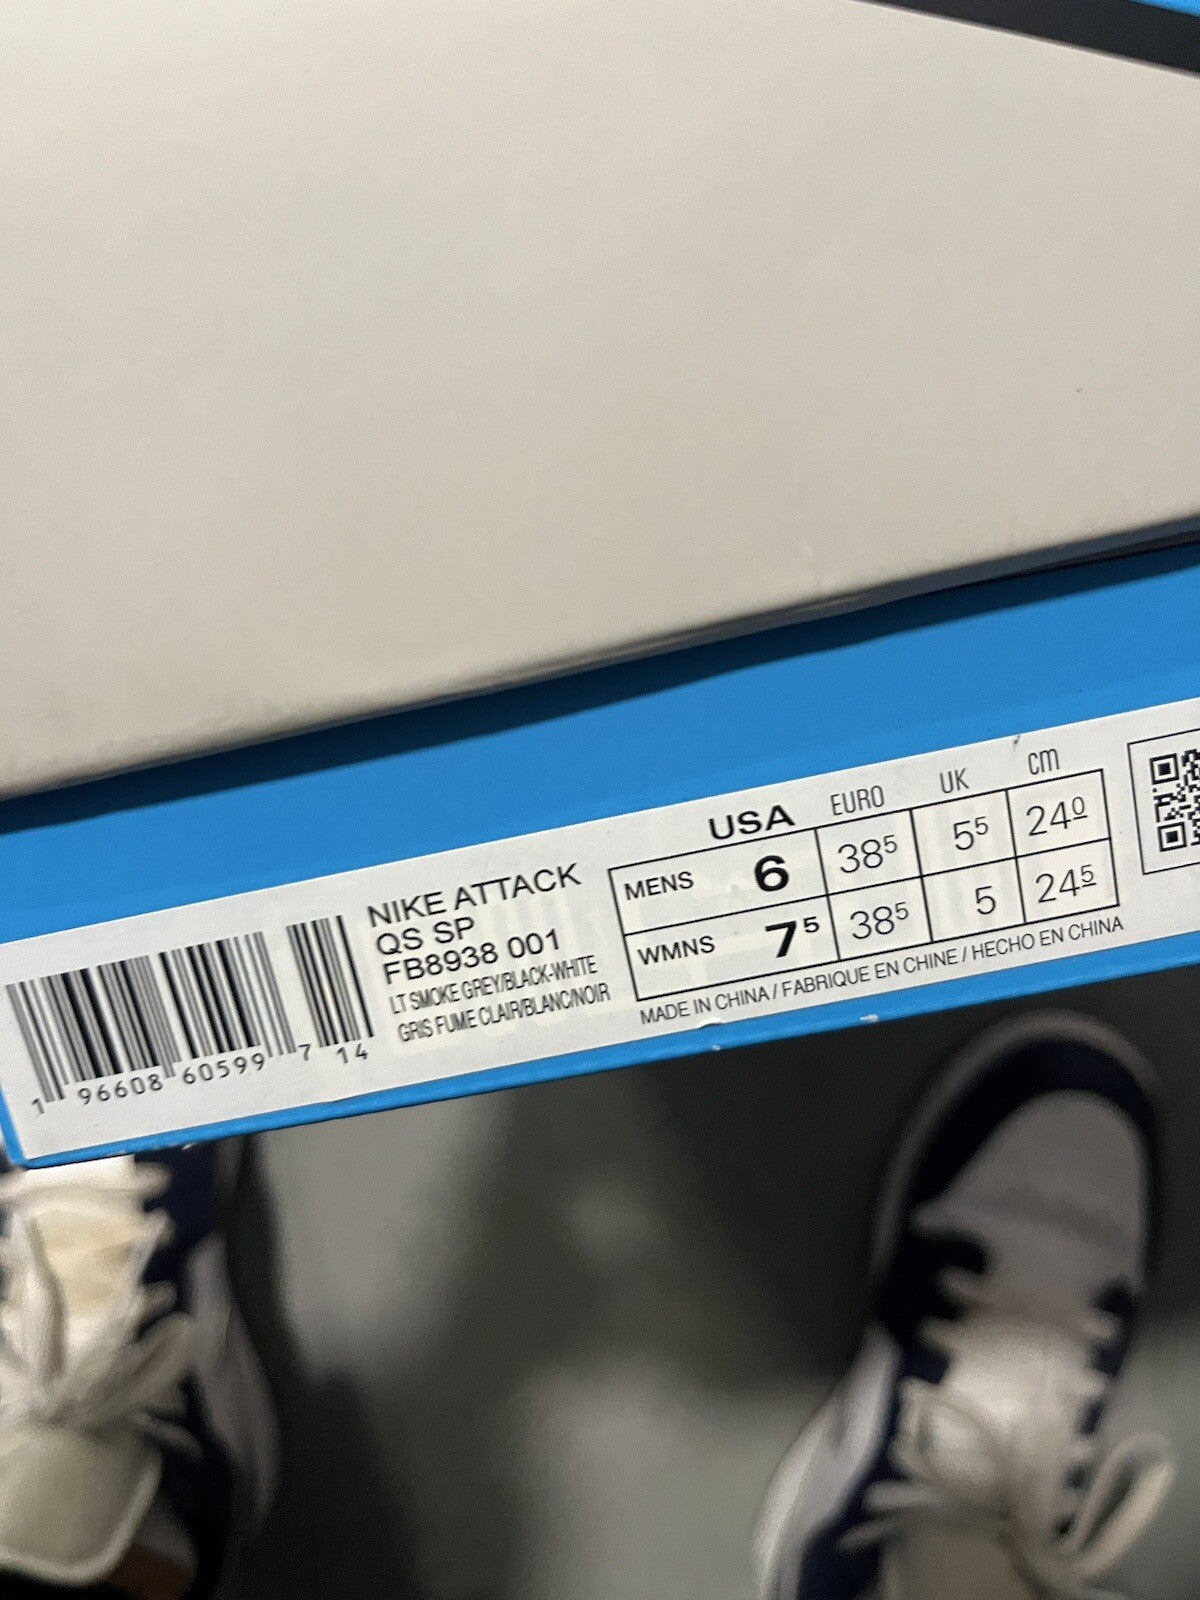 1 96608 60599 7 14
NIKE ATTACK
QS SP
FB8938 001
LT SMOKE GREY/BLACK-WHITE
GRIS FUME CLAIR/BLANC/NOIR
USA EURO UK cm
MENS 6 38⁵ 5⁵ 24⁰
WMNS 7⁵ 38⁵ 5 24⁵
MADE IN CHINA / FABRIQUE EN CHINE / HECHO EN CHINA